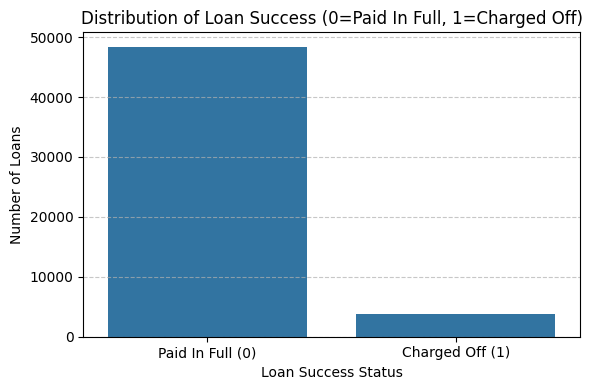 Distribution of Loan Success (0=Paid In Full, 1=Charged Off)
Number of Loans
50000
40000
30000
20000
10000
0
Paid In Full (0)
Charged Off (1)
Loan Success Status